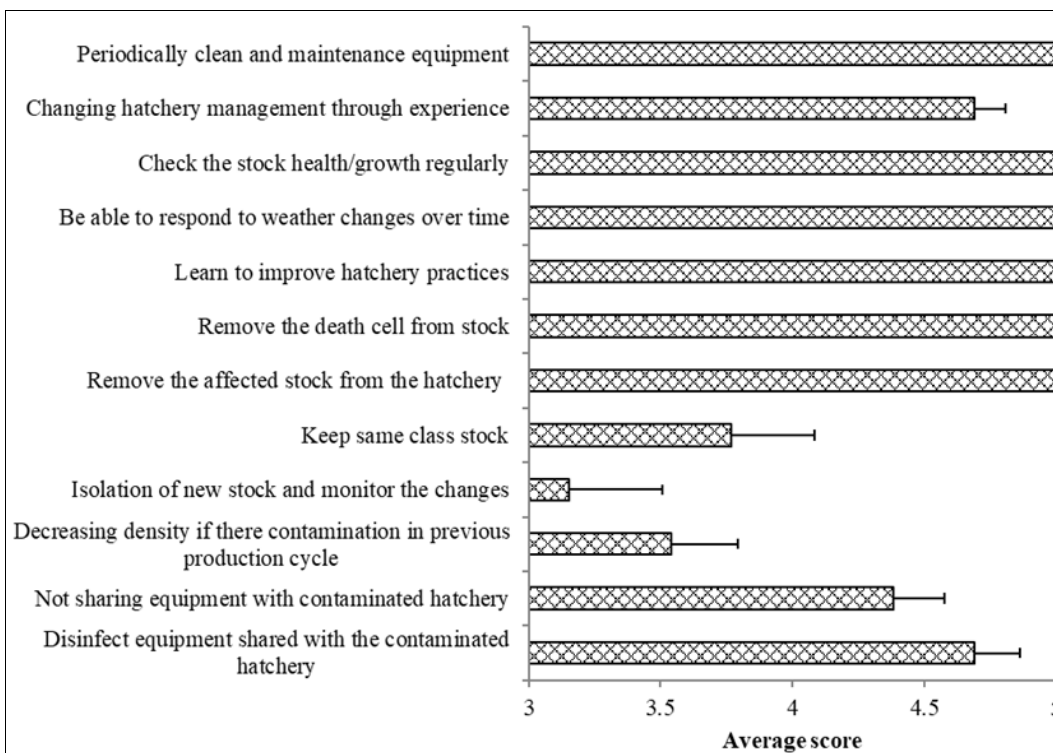 Periodically clean and maintenance equipment
Changing hatchery management through experience
Check the stock health/growth regularly
Be able to respond to weather changes over time
Learn to improve hatchery practices
Remove the death cell from stock
Remove the affected stock from the hatchery
Keep same class stock
Isolation of new stock and monitor the changes
Decreasing density if there contamination in previous
production cycle
Not sharing equipment with contaminated hatchery
Disinfect equipment shared with the contaminated
hatchery
3 3.5 4 4.5
Average score